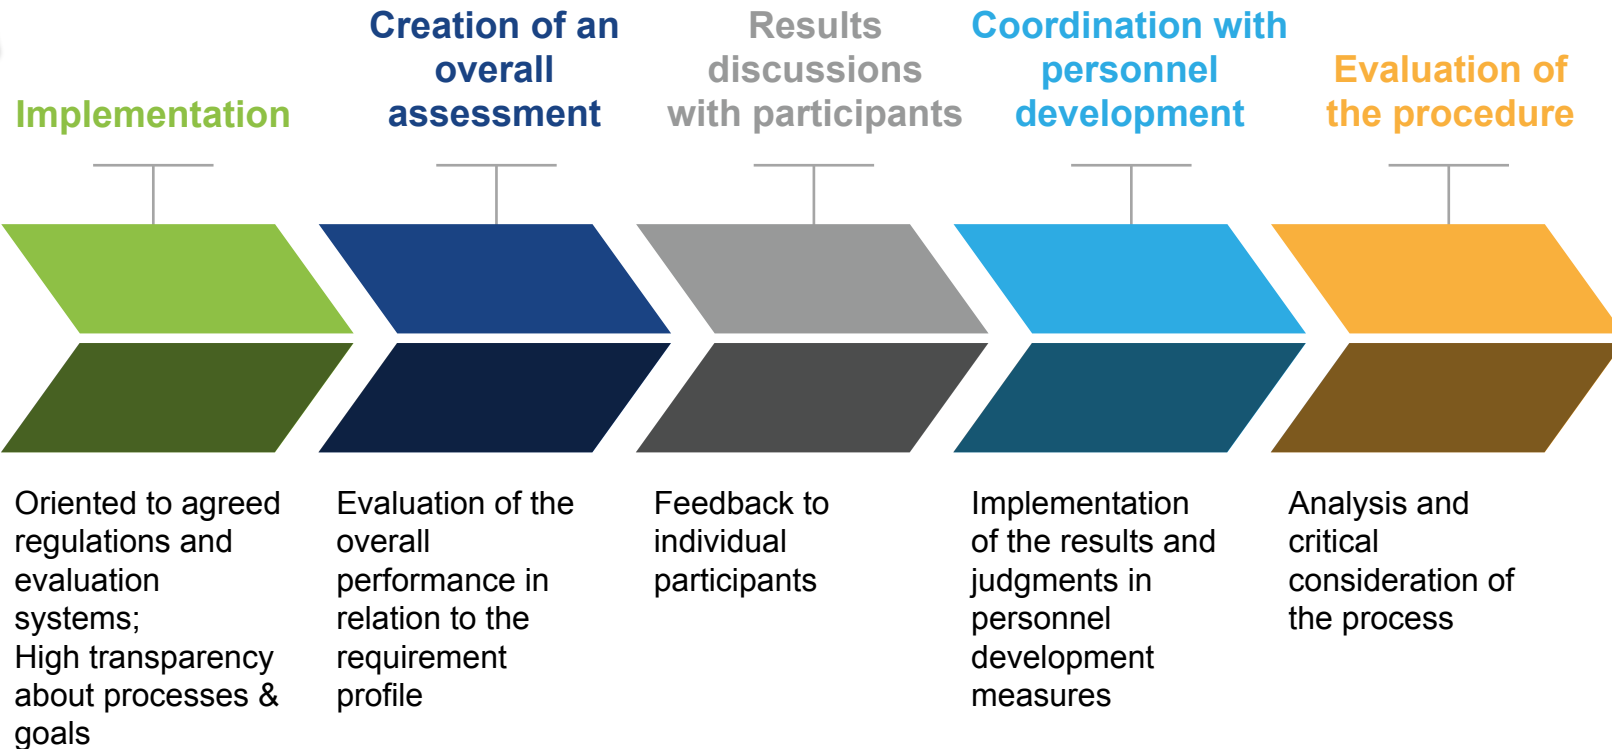 Implementation
Creation of an
overall
assessment
Results
discussions
with participants
Coordination with
personnel
development
Evaluation of
the procedure
Oriented to agreed
regulations and
evaluation
systems;
High transparency
about processes &
goals
Evaluation of the
overall
performance in
relation to the
requirement
profile
Feedback to
individual
participants
Implementation
of the results and
judgments in
personnel
development
measures
Analysis and
critical
consideration of
the process